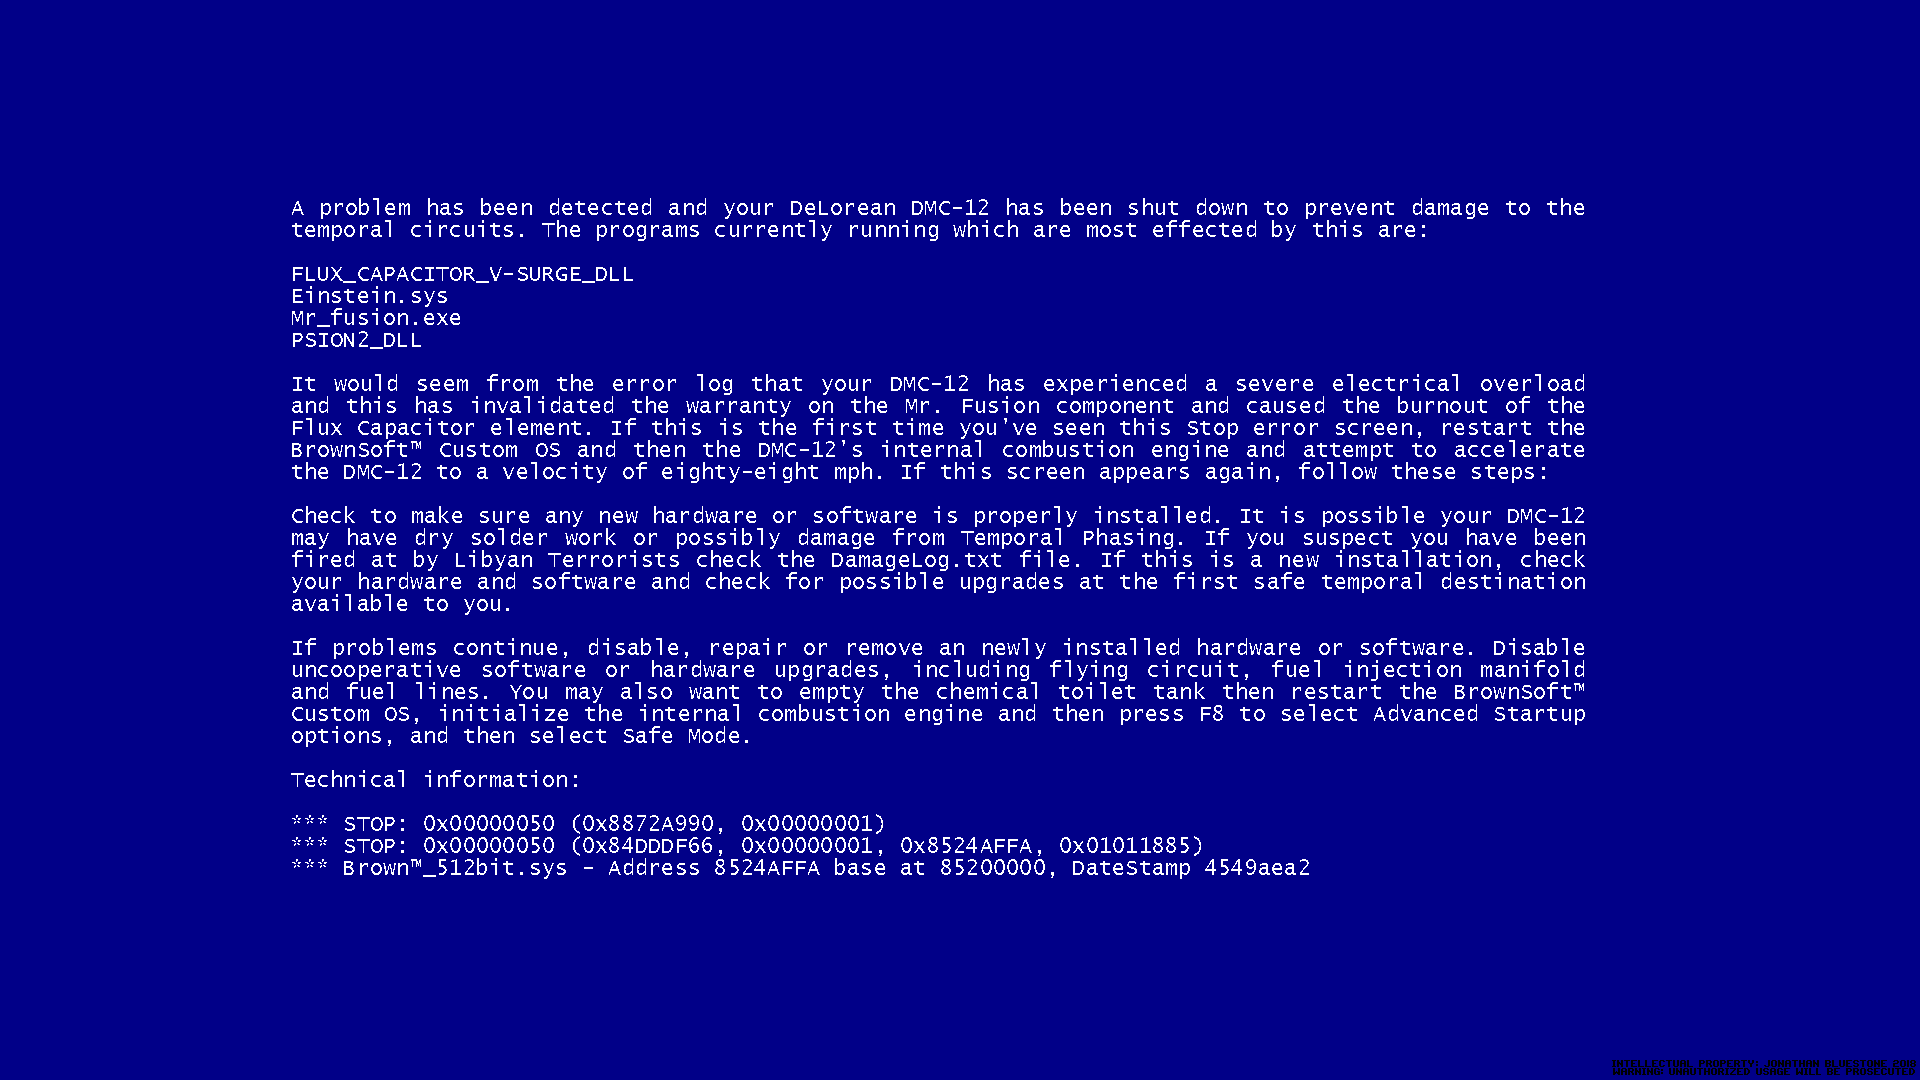 A problem has been detected and your DeLorean DMC-12 has been shut down to prevent damage to the
temporal circuits. The programs currently running which are most effected by this are:
FLUX_CAPACITOR_V-SURGE_DLL
Einstein.sys
Mr_fusion.exe
PSION2_DLL
It would seem from the error log that your DMC-12 has experienced a severe electrical overload
and this has invalidated the warranty on the Mr. Fusion component and caused the burnout of the
Flux Capacitor element. If this is the first time you've seen this Stop error screen, restart the
BrownSoft™ Custom OS and then the DMC-12's internal combustion engine and attempt to accelerate
the DMC-12 to a velocity of eighty-eight mph. If this screen appears again, follow these steps:
Check to make sure any new hardware or software is properly installed. It is possible your DMC-12
may have dry solder work or possibly damage from Temporal Phasing. If you suspect you have been
fired at by Libyan Terrorists check the DamageLog.txt file. If this is a new installation, check
your hardware and software and check for possible upgrades at the first safe temporal destination
available to you.
If problems continue, disable, repair or remove an newly installed hardware or software. Disable
uncooperative software or hardware upgrades, including flying circuit, fuel injection manifold
and fuel lines. You may also want to empty the chemical toilet tank then restart the BrownSoft™
Custom OS, initialize the internal combustion engine and then press F8 to select Advanced Startup
options, and then select Safe Mode.
Technical information:
*** STOP: 0x00000050 (0x8872A990, 0x00000001)
*** STOP: 0x00000050 (0x84DDDF66, 0x00000001, 0x8524AFFA, 0x01011885)
*** Brown™_512bit.sys - Address 8524AFFA base at 85200000, DateStamp 4549aea2
INTELLECTUAL PROPERTY: JONATHAN BLUESTONE 2010
WARNING: UNAUTHORIZED USAGE WILL BE PROSECUTED